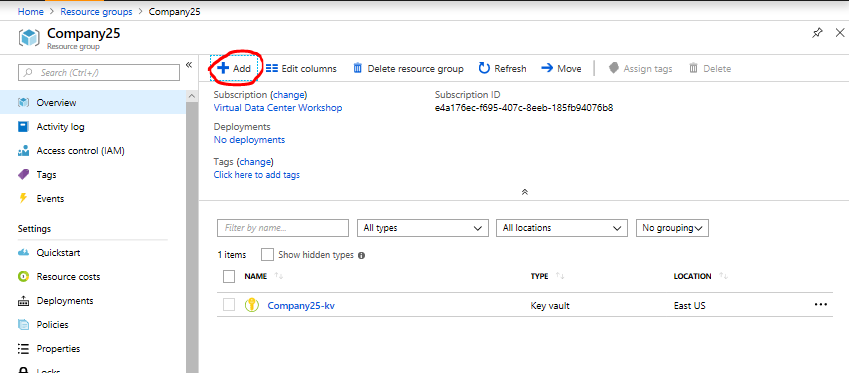 Home > Resource groups > Company25
Company25
Resource group
Search (Ctrl+/)
Overview
Activity log
Access control (IAM)
Tags
Events
Settings
Quickstart
Resource costs
Deployments
Policies
Properties
Locks
Add Edit columns Delete resource group Refresh Move Assign tags Delete
Subscription (change) Subscription ID
Virtual Data Center Workshop e4a176ec-f695-407c-8eeb-185fb94076b8
Deployments
No deployments
Tags (change)
Click here to add tags
Filter by name... All types All locations No grouping
1 items Show hidden types
NAME TYPE LOCATION
Company25-kv Key vault East US